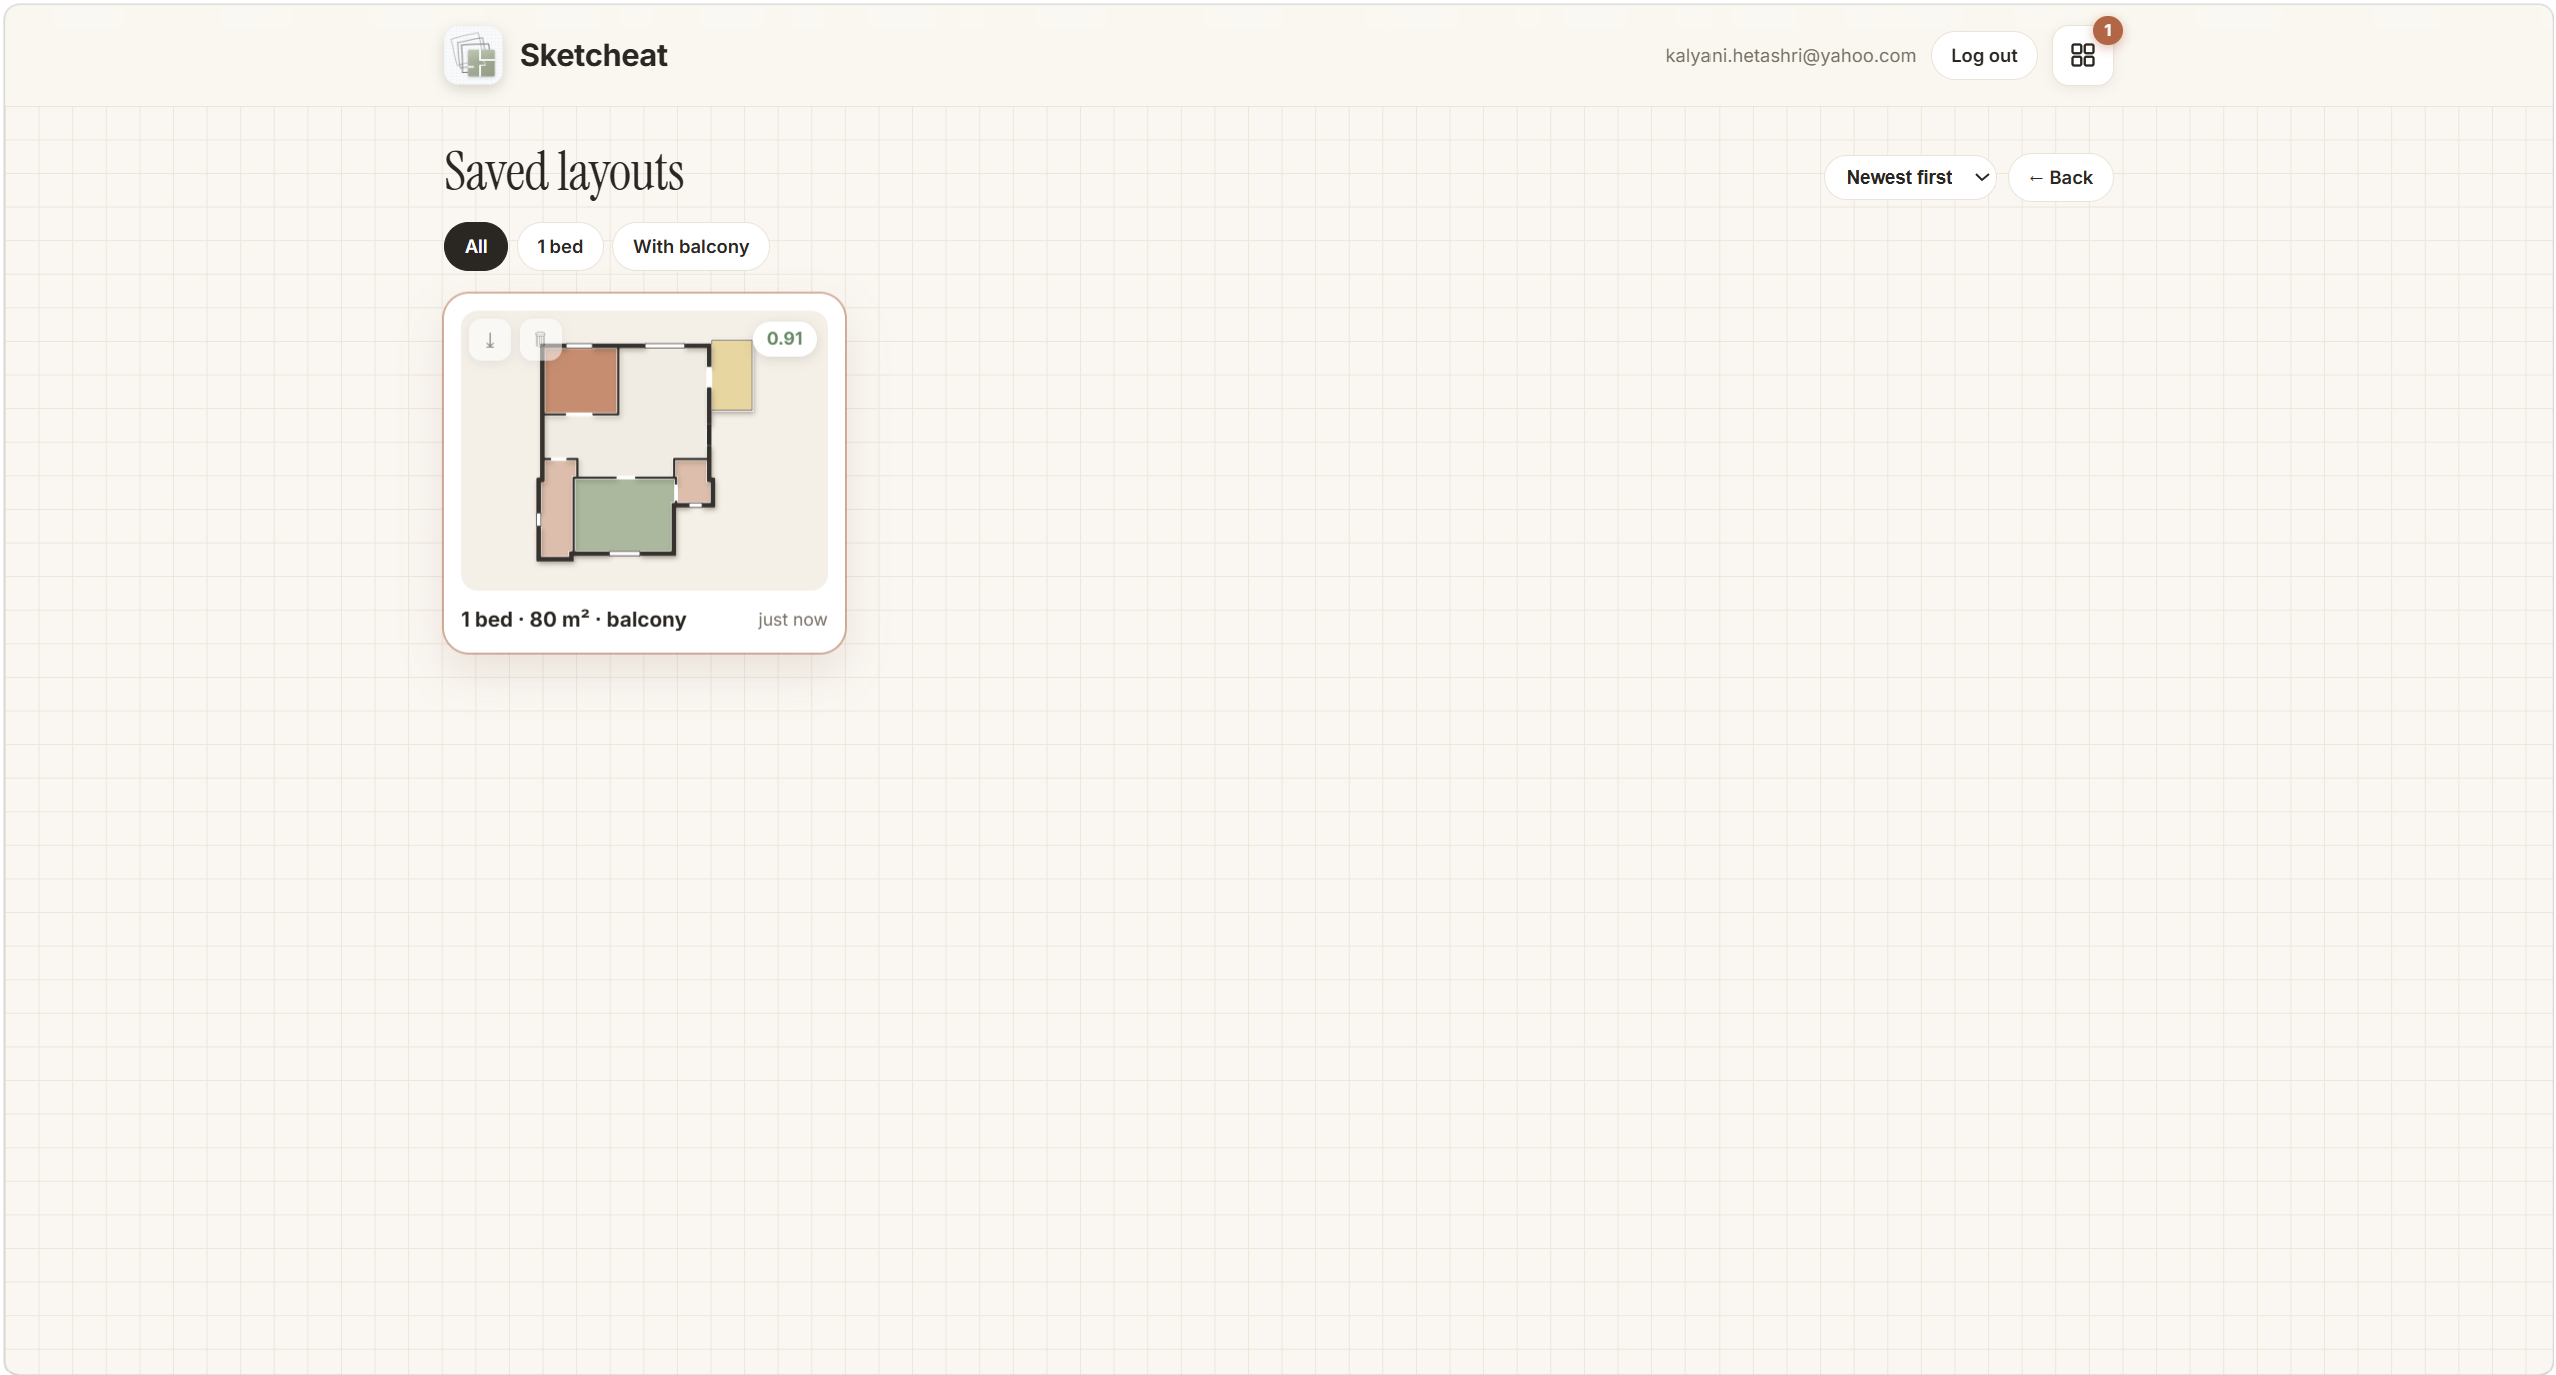 Sketcheat
kalyani.hetashri@yahoo.com
Log out
1
Saved layouts
Newest first
← Back
All
1 bed
With balcony
0.91
1 bed · 80 m² · balcony
just now